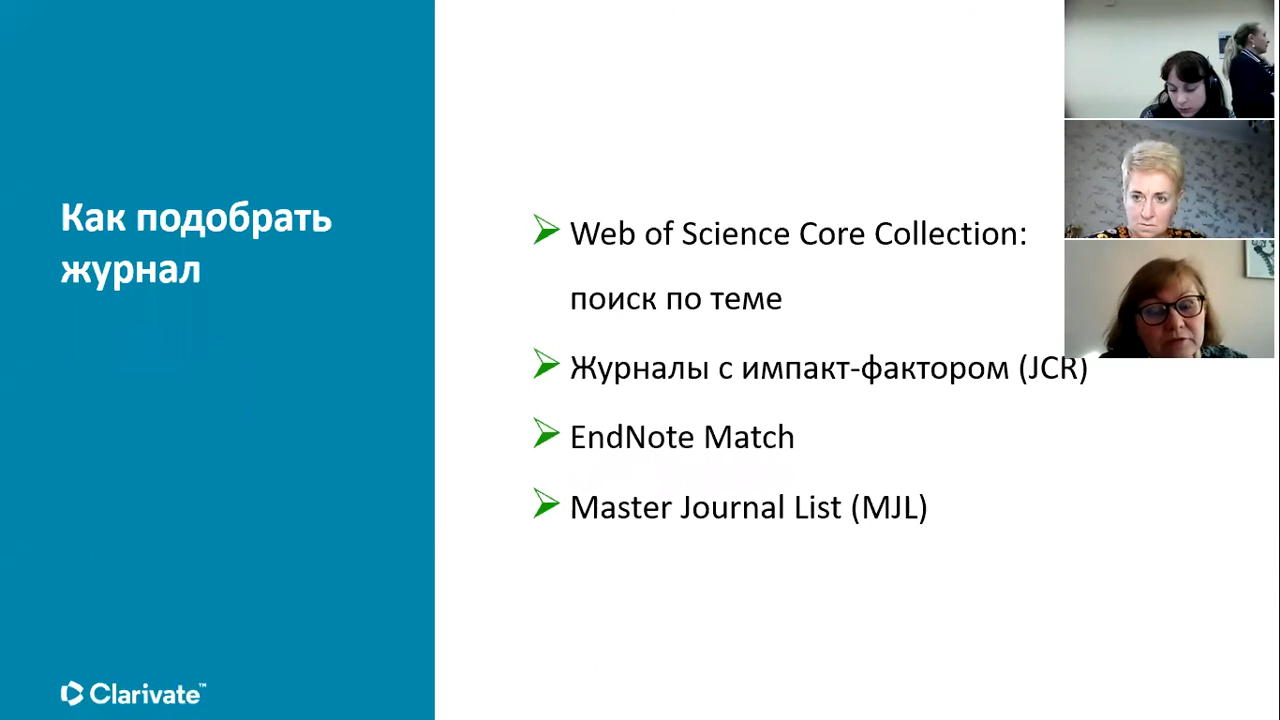 Как подобрать
журнал
Web of Science Core Collection:
поиск по теме
Журналы с импакт-фактором (JCR)
EndNote Match
Master Journal List (MJL)
Clarivate™